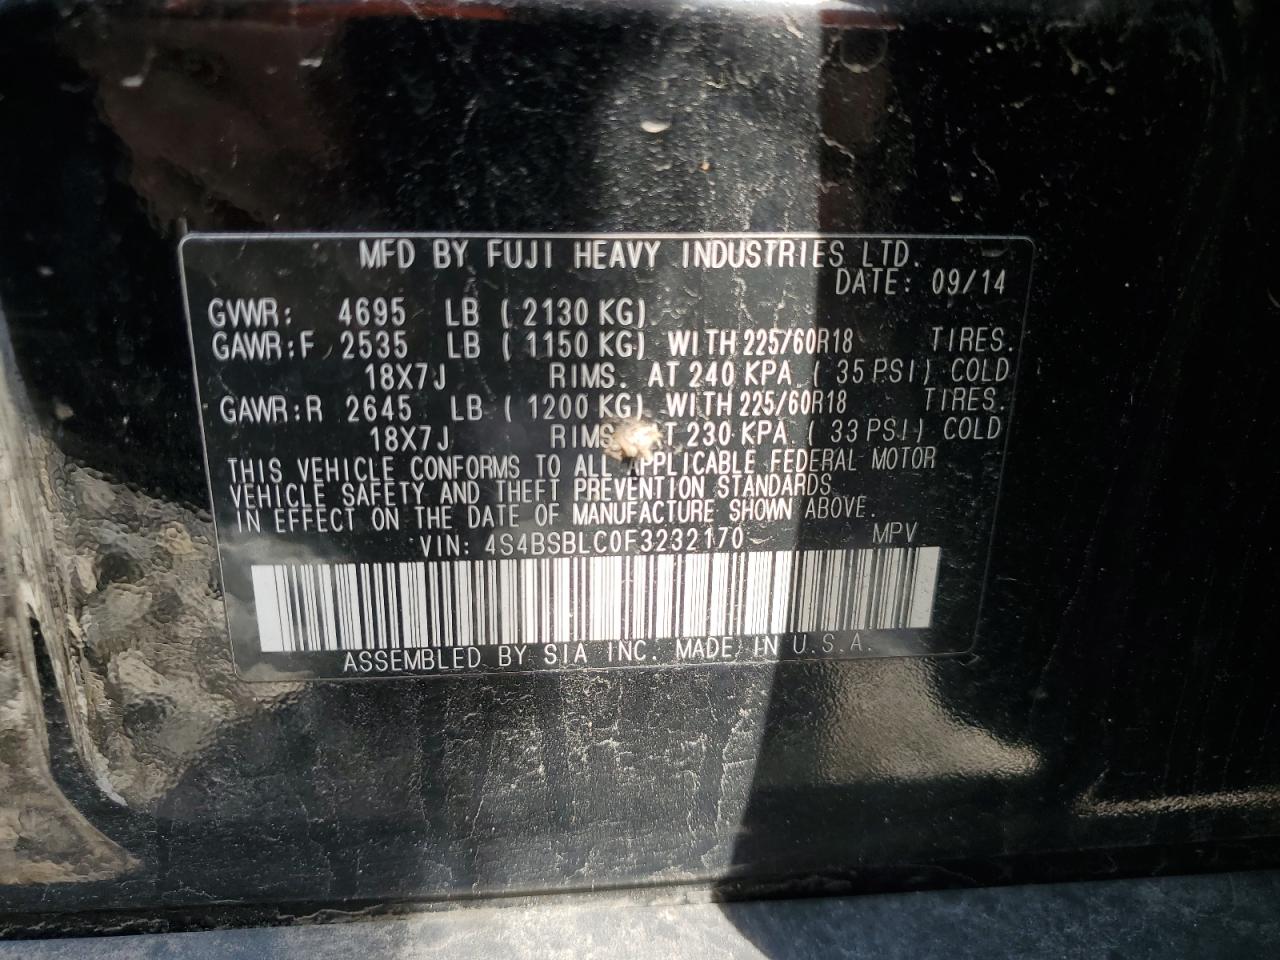 MFD BY FUJI HEAVY INDUSTRIES LTD.
DATE: 09/14
GVWR: 4695 LB ( 2130 KG)
GAWR:F 2535 LB ( 1150 KG) WITH 225/60R18 TIRES.
18X7J RIMS. AT 240 KPA ( 35 PSI) COLD
GAWR:R 2645 LB ( 1200 KG) WITH 225/60R18 TIRES.
18X7J RIMS AT 230 KPA ( 33 PSI) COLD
THIS VEHICLE CONFORMS TO ALL APPLICABLE FEDERAL MOTOR
VEHICLE SAFETY AND THEFT PREVENTION STANDARDS
IN EFFECT ON THE DATE OF MANUFACTURE SHOWN ABOVE.
VIN: 4S4BSBLC0F3232170 MPV
ASSEMBLED BY SIA INC. MADE IN U.S.A.